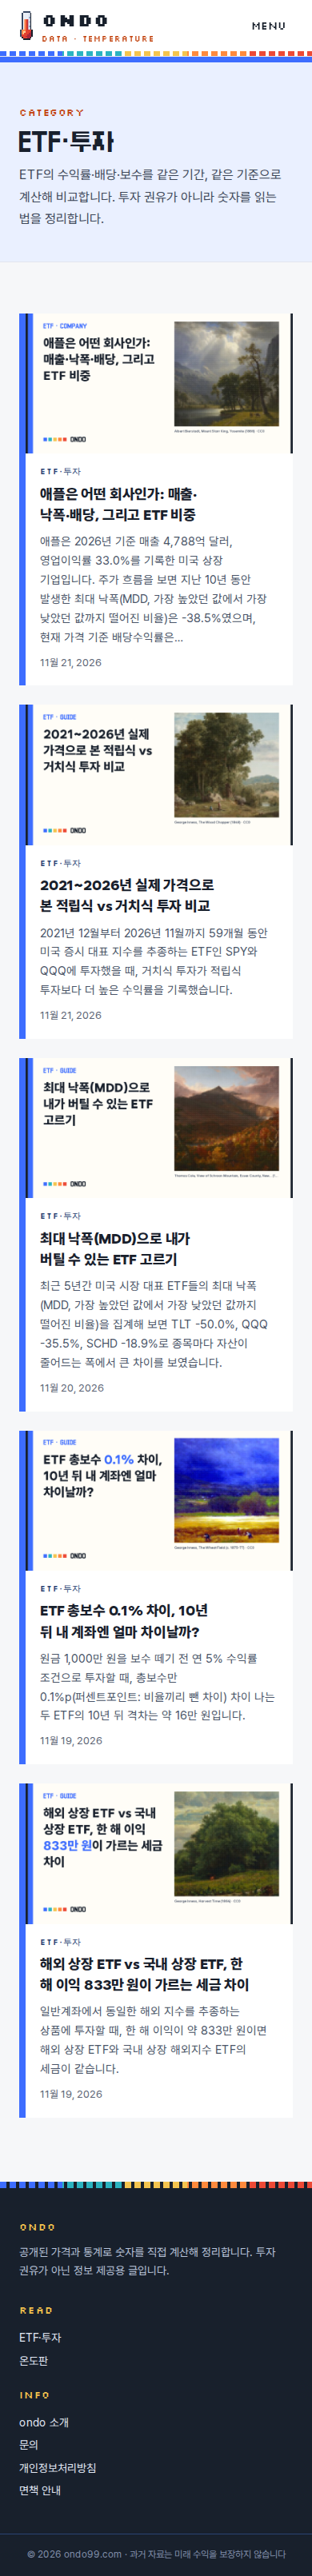 ONDO
DATA · TEMPERATURE
MENU
CATEGORY
ETF·투자
ETF의 수익률·배당·보수를 같은 기간, 같은 기준으로
계산해 비교합니다. 투자 권유가 아니라 숫자를 읽는
법을 정리합니다.
ETF · COMPANY
애플은 어떤 회사인가:
매출·낙폭·배당, 그리고
ETF 비중
ONDO
ETF·투자
애플은 어떤 회사인가: 매출·
낙폭·배당, 그리고 ETF 비중
애플은 2026년 기준 매출 4,788억 달러,
영업이익률 33.0%를 기록한 미국 상장
기업입니다. 주가 흐름을 보면 지난 10년 동안
발생한 최대 낙폭(MDD, 가장 높았던 값에서 가장
낮았던 값까지 떨어진 비율)은 -38.5%였으며,
현재 가격 기준 배당수익률은…
11월 21, 2026
ETF · GUIDE
2021~2026년 실제
가격으로 본 적립식 vs
거치식 투자 비교
ONDO
ETF·투자
2021~2026년 실제 가격으로
본 적립식 vs 거치식 투자 비교
2021년 12월부터 2026년 11월까지 59개월 동안
미국 증시 대표 지수를 추종하는 ETF인 SPY와
QQQ에 투자했을 때, 거치식 투자가 적립식
투자보다 더 높은 수익률을 기록했습니다.
11월 21, 2026
ETF · GUIDE
최대 낙폭(MDD)으로
내가 버틸 수 있는 ETF
고르기
ONDO
ETF·투자
최대 낙폭(MDD)으로 내가
버틸 수 있는 ETF 고르기
최근 5년간 미국 시장 대표 ETF들의 최대 낙폭
(MDD, 가장 높았던 값에서 가장 낮았던 값까지
떨어진 비율)을 집계해 보면 TLT -50.0%, QQQ
-35.5%, SCHD -18.9%로 종목마다 자산이
줄어드는 폭에서 큰 차이를 보였습니다.
11월 20, 2026
ETF · GUIDE
ETF 총보수 0.1% 차이,
10년 뒤 내 계좌엔 얼마
차이날까?
ONDO
ETF·투자
ETF 총보수 0.1% 차이, 10년
뒤 내 계좌엔 얼마 차이날까?
원금 1,000만 원을 보수 떼기 전 연 5% 수익률
조건으로 투자할 때, 총보수만
0.1%p(퍼센트포인트: 비율끼리 뺀 차이) 차이 나는
두 ETF의 10년 뒤 격차는 약 16만 원입니다.
11월 19, 2026
ETF · GUIDE
해외 상장 ETF vs 국내
상장 ETF, 한 해 이익
833만 원이 가르는 세금
차이
ONDO
ETF·투자
해외 상장 ETF vs 국내 상장 ETF, 한
해 이익 833만 원이 가르는 세금 차이
일반계좌에서 동일한 해외 지수를 추종하는
상품에 투자할 때, 한 해 이익이 약 833만 원이면
해외 상장 ETF와 국내 상장 해외지수 ETF의
세금이 같습니다.
11월 19, 2026
ONDO
공개된 가격과 통계로 숫자를 직접 계산해 정리합니다. 투자
권유가 아닌 정보 제공용 글입니다.
READ
ETF·투자
온도판
INFO
ondo 소개
문의
개인정보처리방침
면책 안내
© 2026 ondo99.com · 과거 자료는 미래 수익을 보장하지 않습니다